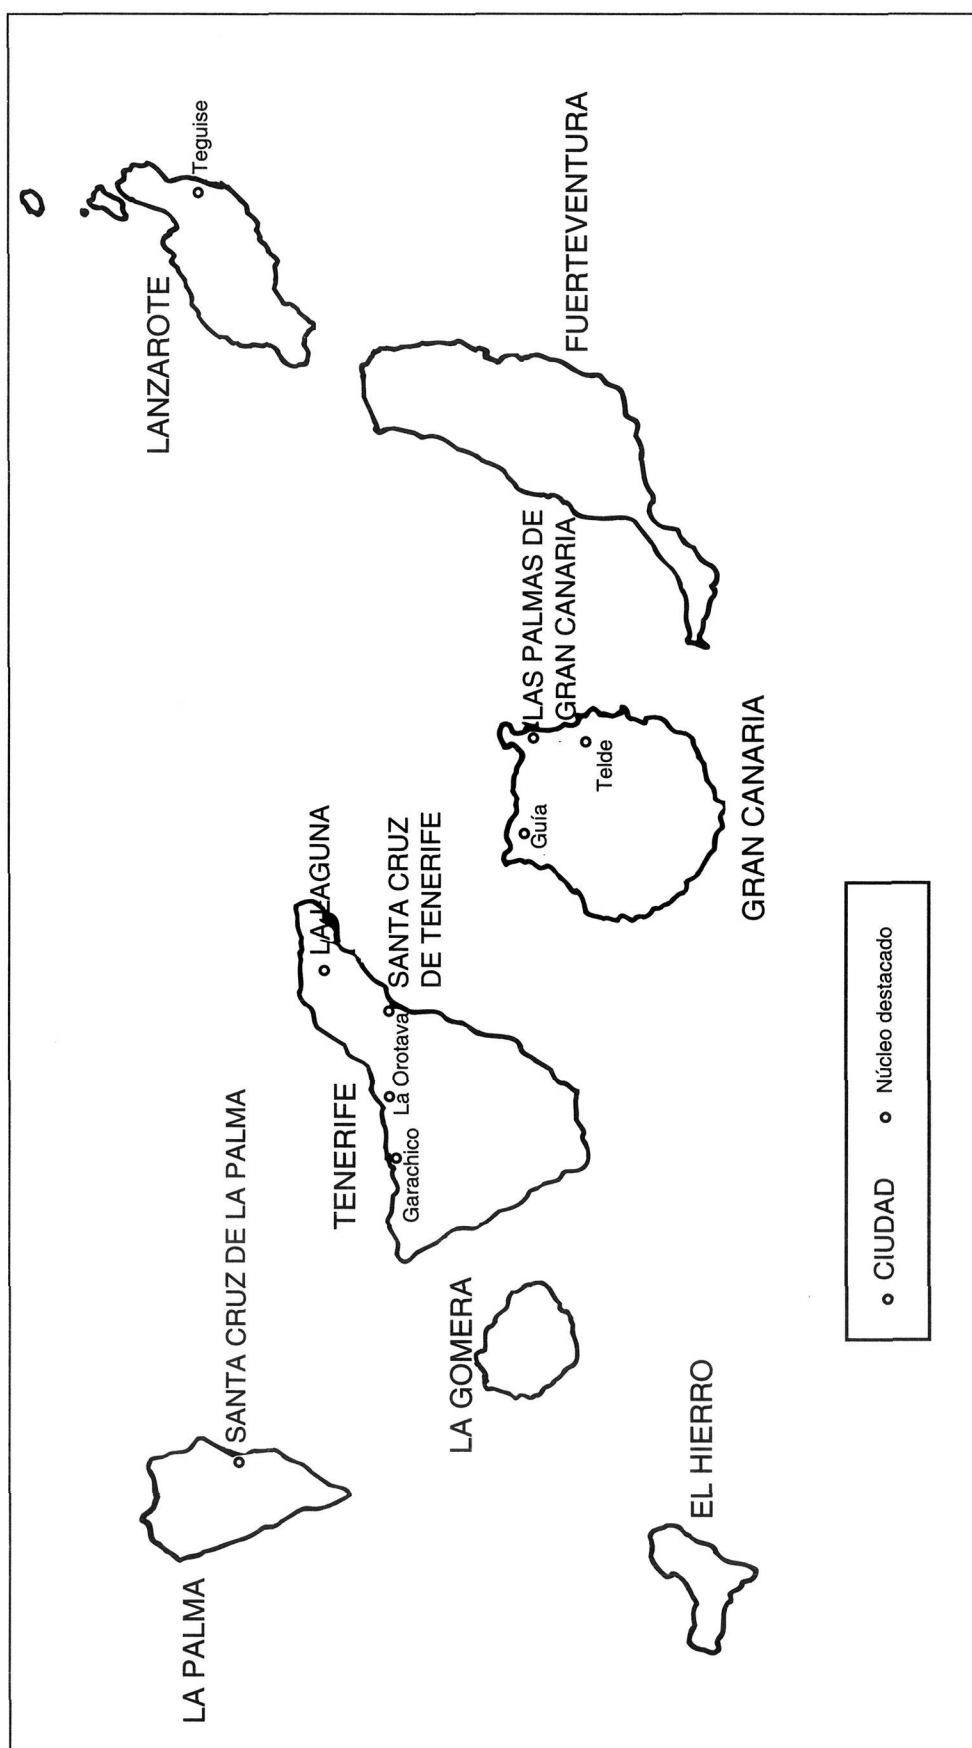 LA PALMA
SANTA CRUZ DE LA PALMA
TENERIFE
LA LAGUNA
SANTA CRUZ
DE TENERIFE
La Orotava
Garachico
LA GOMERA
EL HIERRO
LANZAROTE
Teguise
FUERTEVENTURA
LAS PALMAS DE
GRAN CANARIA
Guía
Telde
GRAN CANARIA
CIUDAD
Núcleo destacado